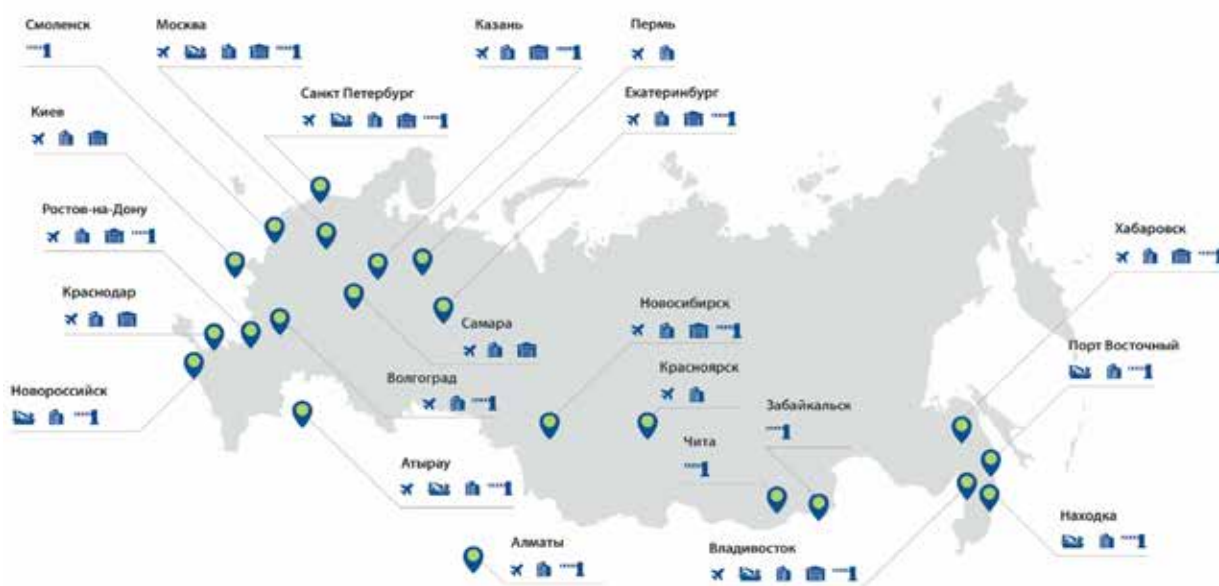 Смоленск
Москва
Казань
Пермь
Санкт Петербург
Екатеринбург
Киев
Ростов-на-Дону
Хабаровск
Краснодар
Новосибирск
Самара
Порт Восточный
Красноярск
Новороссийск
Волгоград
Забайкальск
Чита
Атырау
Находка
Алматы
Владивосток